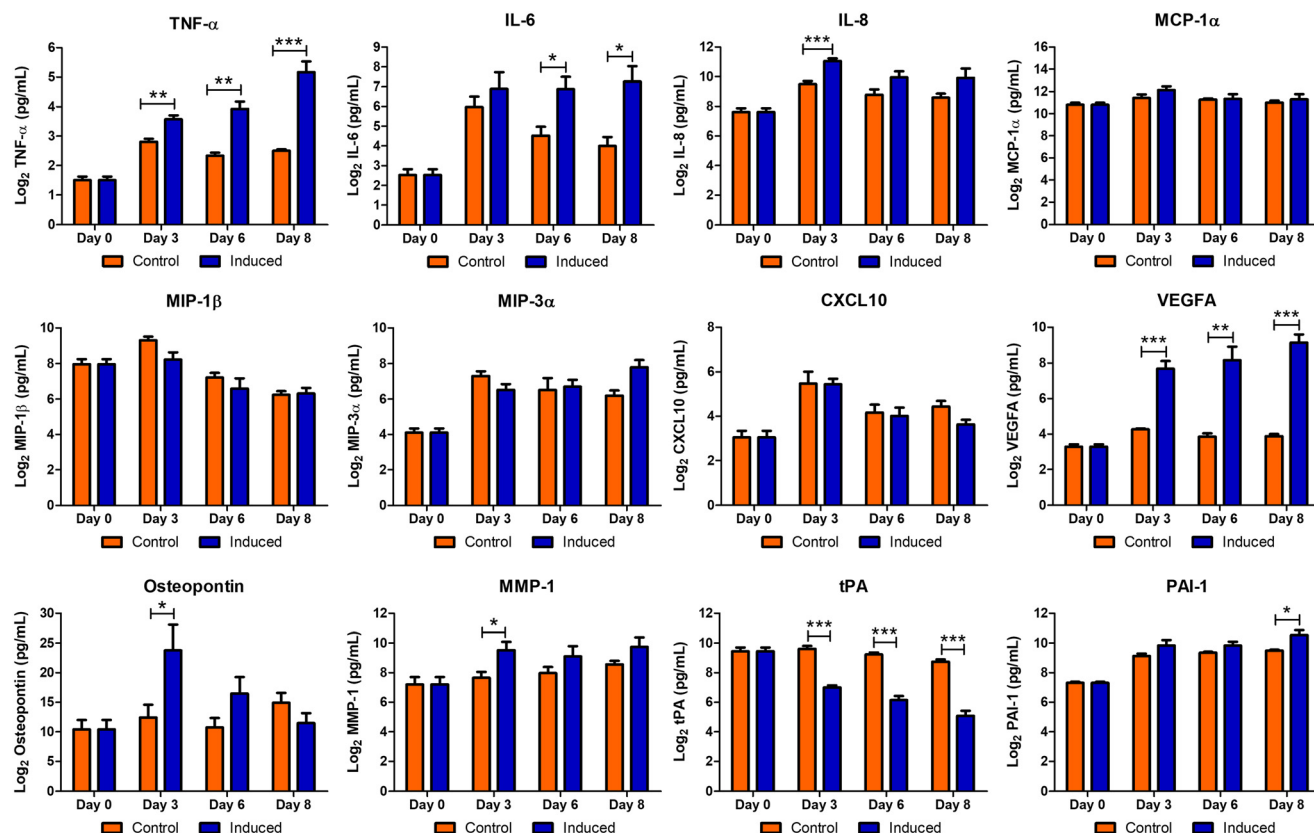 TNF-α
Log2 TNF-α (pg/mL)
6
5
4
3
2
1
0
**
**
***
Day 0 Day 3 Day 6 Day 8
Control Induced
IL-6
Log2 IL-6 (pg/mL)
9
8
7
6
5
4
3
2
1
0
*
*
Day 0 Day 3 Day 6 Day 8
Control Induced
IL-8
Log2 IL-8 (pg/mL)
12
10
8
6
4
2
0
***
Day 0 Day 3 Day 6 Day 8
Control Induced
MCP-1α
Log2 MCP-1α (pg/mL)
16
14
12
10
8
6
4
2
0
Day 0 Day 3 Day 6 Day 8
Control Induced
MIP-1β
Log2 MIP-1β (pg/mL)
10
8
6
4
2
0
Day 0 Day 3 Day 6 Day 8
Control Induced
MIP-3α
Log2 MIP-3α (pg/mL)
10
8
6
4
2
0
Day 0 Day 3 Day 6 Day 8
Control Induced
CXCL10
Log2 CXCL10 (pg/mL)
8
6
4
2
0
Day 0 Day 3 Day 6 Day 8
Control Induced
VEGFA
Log2 VEGFA (pg/mL)
10
8
6
4
2
0
***
**
***
Day 0 Day 3 Day 6 Day 8
Control Induced
Osteopontin
Log2 Osteopontin (pg/mL)
30
25
20
15
10
5
0
*
Day 0 Day 3 Day 6 Day 8
Control Induced
MMP-1
Log2 MMP-1 (pg/mL)
12
10
8
6
4
2
0
*
Day 0 Day 3 Day 6 Day 8
Control Induced
tPA
Log2 tPA (pg/mL)
12
10
8
6
4
2
0
***
***
***
Day 0 Day 3 Day 6 Day 8
Control Induced
PAI-1
Log2 PAI-1 (pg/mL)
12
10
8
6
4
2
0
*
Day 0 Day 3 Day 6 Day 8
Control Induced